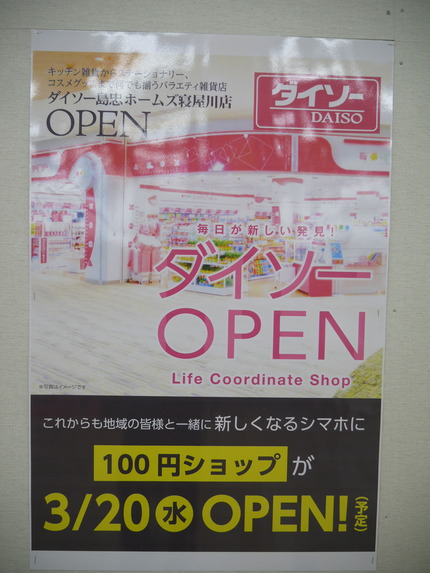 キッチン雑貨からステーショナリー、
コスメグッズまで何でも揃うバラエティ雑貨店
ダイソー島忠ホームズ寝屋川店
OPEN
ダイソー
DAISO
毎日が新しい発見!
ダイソー
OPEN
Life Coordinate Shop
※写真はイメージです
これからも地域の皆様と一緒に新しくなるシマホに
100円ショップが
3/20水OPEN!(予定)